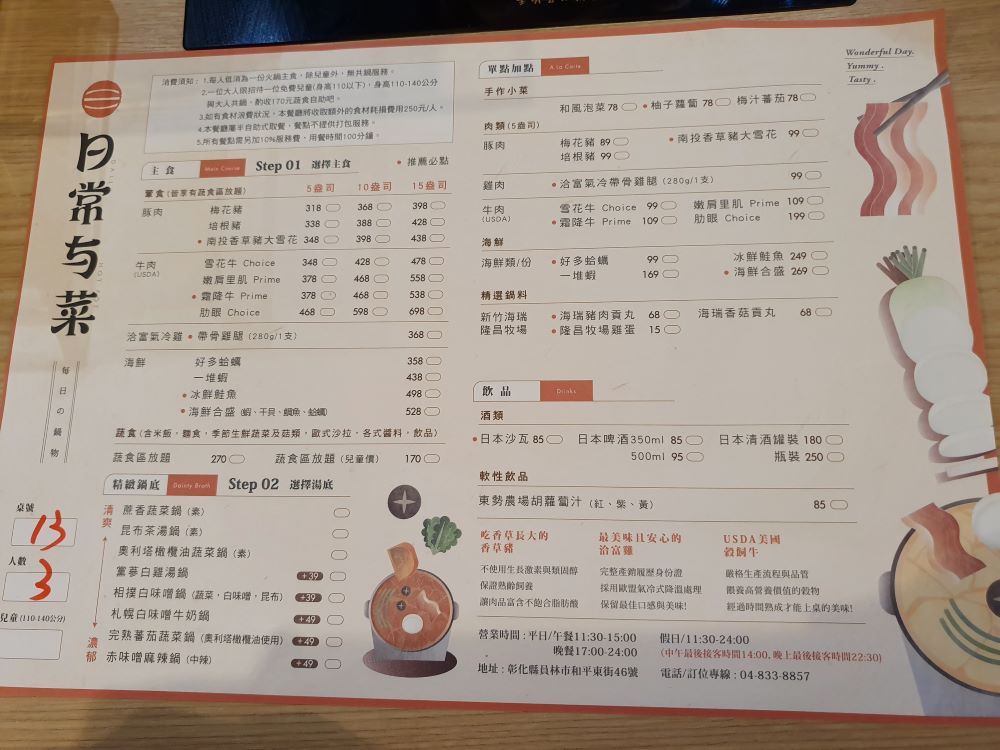 日常ち菜
每日の鍋物
桌號
13
人數
3
兒童 (110-140公分)
消費須知: 1.每人低消為一份火鍋主食,除兒童外,無共鍋服務。
2.一位大人限招待一位免費兒童(身高110以下),身高110-140公分
與大人共鍋,酌收170元蔬食自助吧。
3.如有食材浪費狀況,本餐廳將收取額外的食材耗損費用250元/人。
4.本餐廳屬半自助式取餐,餐點不提供打包服務。
5.所有餐點需另加10%服務費,用餐時間100分鐘。
主食 Main Course Step 01 選擇主食 • 推薦必點
葷食(皆享有蔬食區放題) 5盎司 10盎司 15盎司
豚肉 梅花豬 318 368 398
培根豬 338 388 428
• 南投香草豬大雪花 348 398 438
牛肉 (USDA) 雪花牛 Choice 348 428 478
嫩肩里肌 Prime 378 468 558
• 霜降牛 Prime 378 468 538
肋眼 Choice 468 598 698
洽富氣冷雞 • 帶骨雞腿 (280g/1支) 368
海鮮 好多蛤蠣 358
一堆蝦 438
• 冰鮮鮭魚 498
• 海鮮合盛 (蝦、干貝、鯛魚、蛤蠣) 528
蔬食(含米飯,麵食,季節生鮮蔬菜及菇類,歐式沙拉,各式醬料,飲品)
蔬食區放題 270 蔬食區放題 (兒童價) 170
精緻鍋底 Dainty Broth Step 02 選擇湯底
清爽
濃郁
蔗香蔬菜鍋 (素)
昆布茶湯鍋 (素)
奧利塔橄欖油蔬菜鍋 (素)
黨蔘白雞湯鍋 +39
相撲白味噌鍋 (蔬菜,白味噌,昆布) +39
札幌白味噌牛奶鍋 +49
完熟番茄蔬菜鍋 (奧利塔橄欖油使用) +49
赤味噌麻辣鍋 (中辣) +49
Wonderful Day.
Yummy .
Tasty .
單點加點 A La Carte
手作小菜
和風泡菜 78 • 柚子蘿蔔 78 梅汁番茄 78
肉類(5盎司)
豚肉 梅花豬 89 • 南投香草豬大雪花 99
培根豬 99
雞肉 • 洽富氣冷帶骨雞腿 (280g/1支) 99
牛肉 (USDA) 雪花牛 Choice 99 嫩肩里肌 Prime 109
• 霜降牛 Prime 109 肋眼 Choice 199
海鮮
海鮮類/份 • 好多蛤蠣 99 冰鮮鮭魚 249
一堆蝦 169 • 海鮮合盛 269
精選鍋料
新竹海瑞 • 海瑞豬肉貢丸 68 海瑞香菇貢丸 68
隆昌牧場 • 隆昌牧場雞蛋 15
飲品 Drinks
酒類
• 日本沙瓦 85 日本啤酒350ml 85 日本清酒罐裝 180
500ml 95 瓶裝 250
軟性飲品
東勢農場胡蘿蔔汁 (紅、紫、黃) 85
吃香草長大的
香草豬
不使用生長激素與類固醇
保證熟齡飼養
讓肉品富含不飽合脂肪酸
最美味且安心的
洽富雞
完整產銷履歷身份證
採用歐盟氣冷式降溫處理
保留最佳口感與美味!
USDA美國
穀飼牛
嚴格生產流程與品管
餵養高營養價值的穀物
經過時間熟成才能上桌的美味!
營業時間:平日/午餐11:30-15:00 假日/11:30-24:00
晚餐17:00-24:00 (中午最後接客時間14:00, 晚上最後接客時間22:30)
地址:彰化縣員林市和平東街46號 電話/訂位專線:04-833-8857